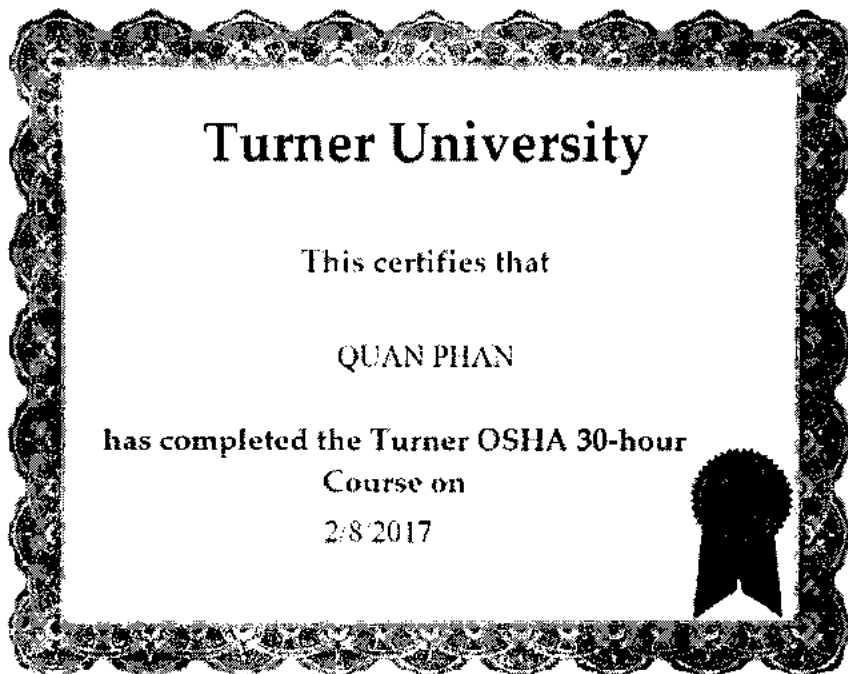 Turner University
This certifies that
QUAN PHAN
has completed the Turner OSHA 30-hour
Course on
2/8/2017